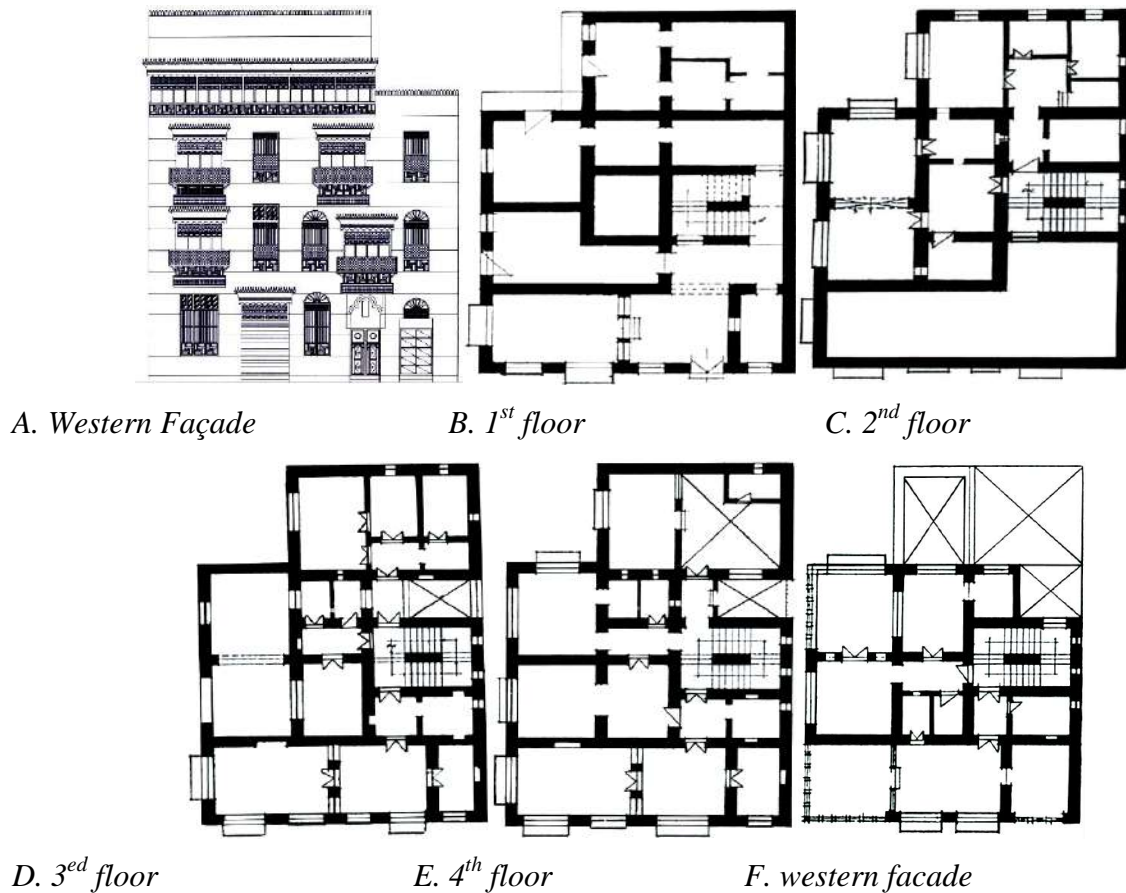 A. Western Façade B. 1st floor C. 2nd floor
D. 3ed floor E. 4th floor F. western facade